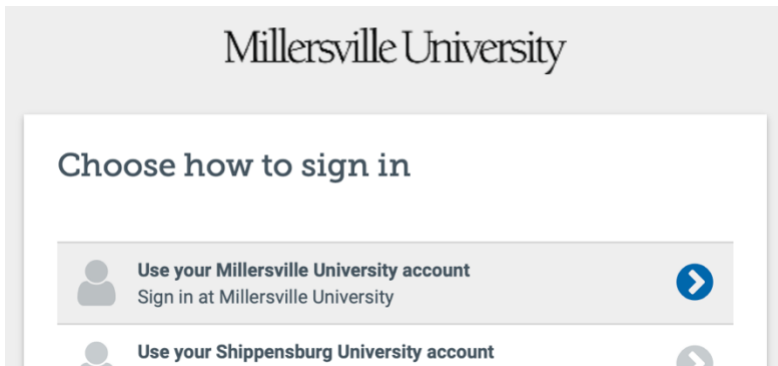 Millersville University
Choose how to sign in
Use your Millersville University account
Sign in at Millersville University
Use your Shippensburg University account